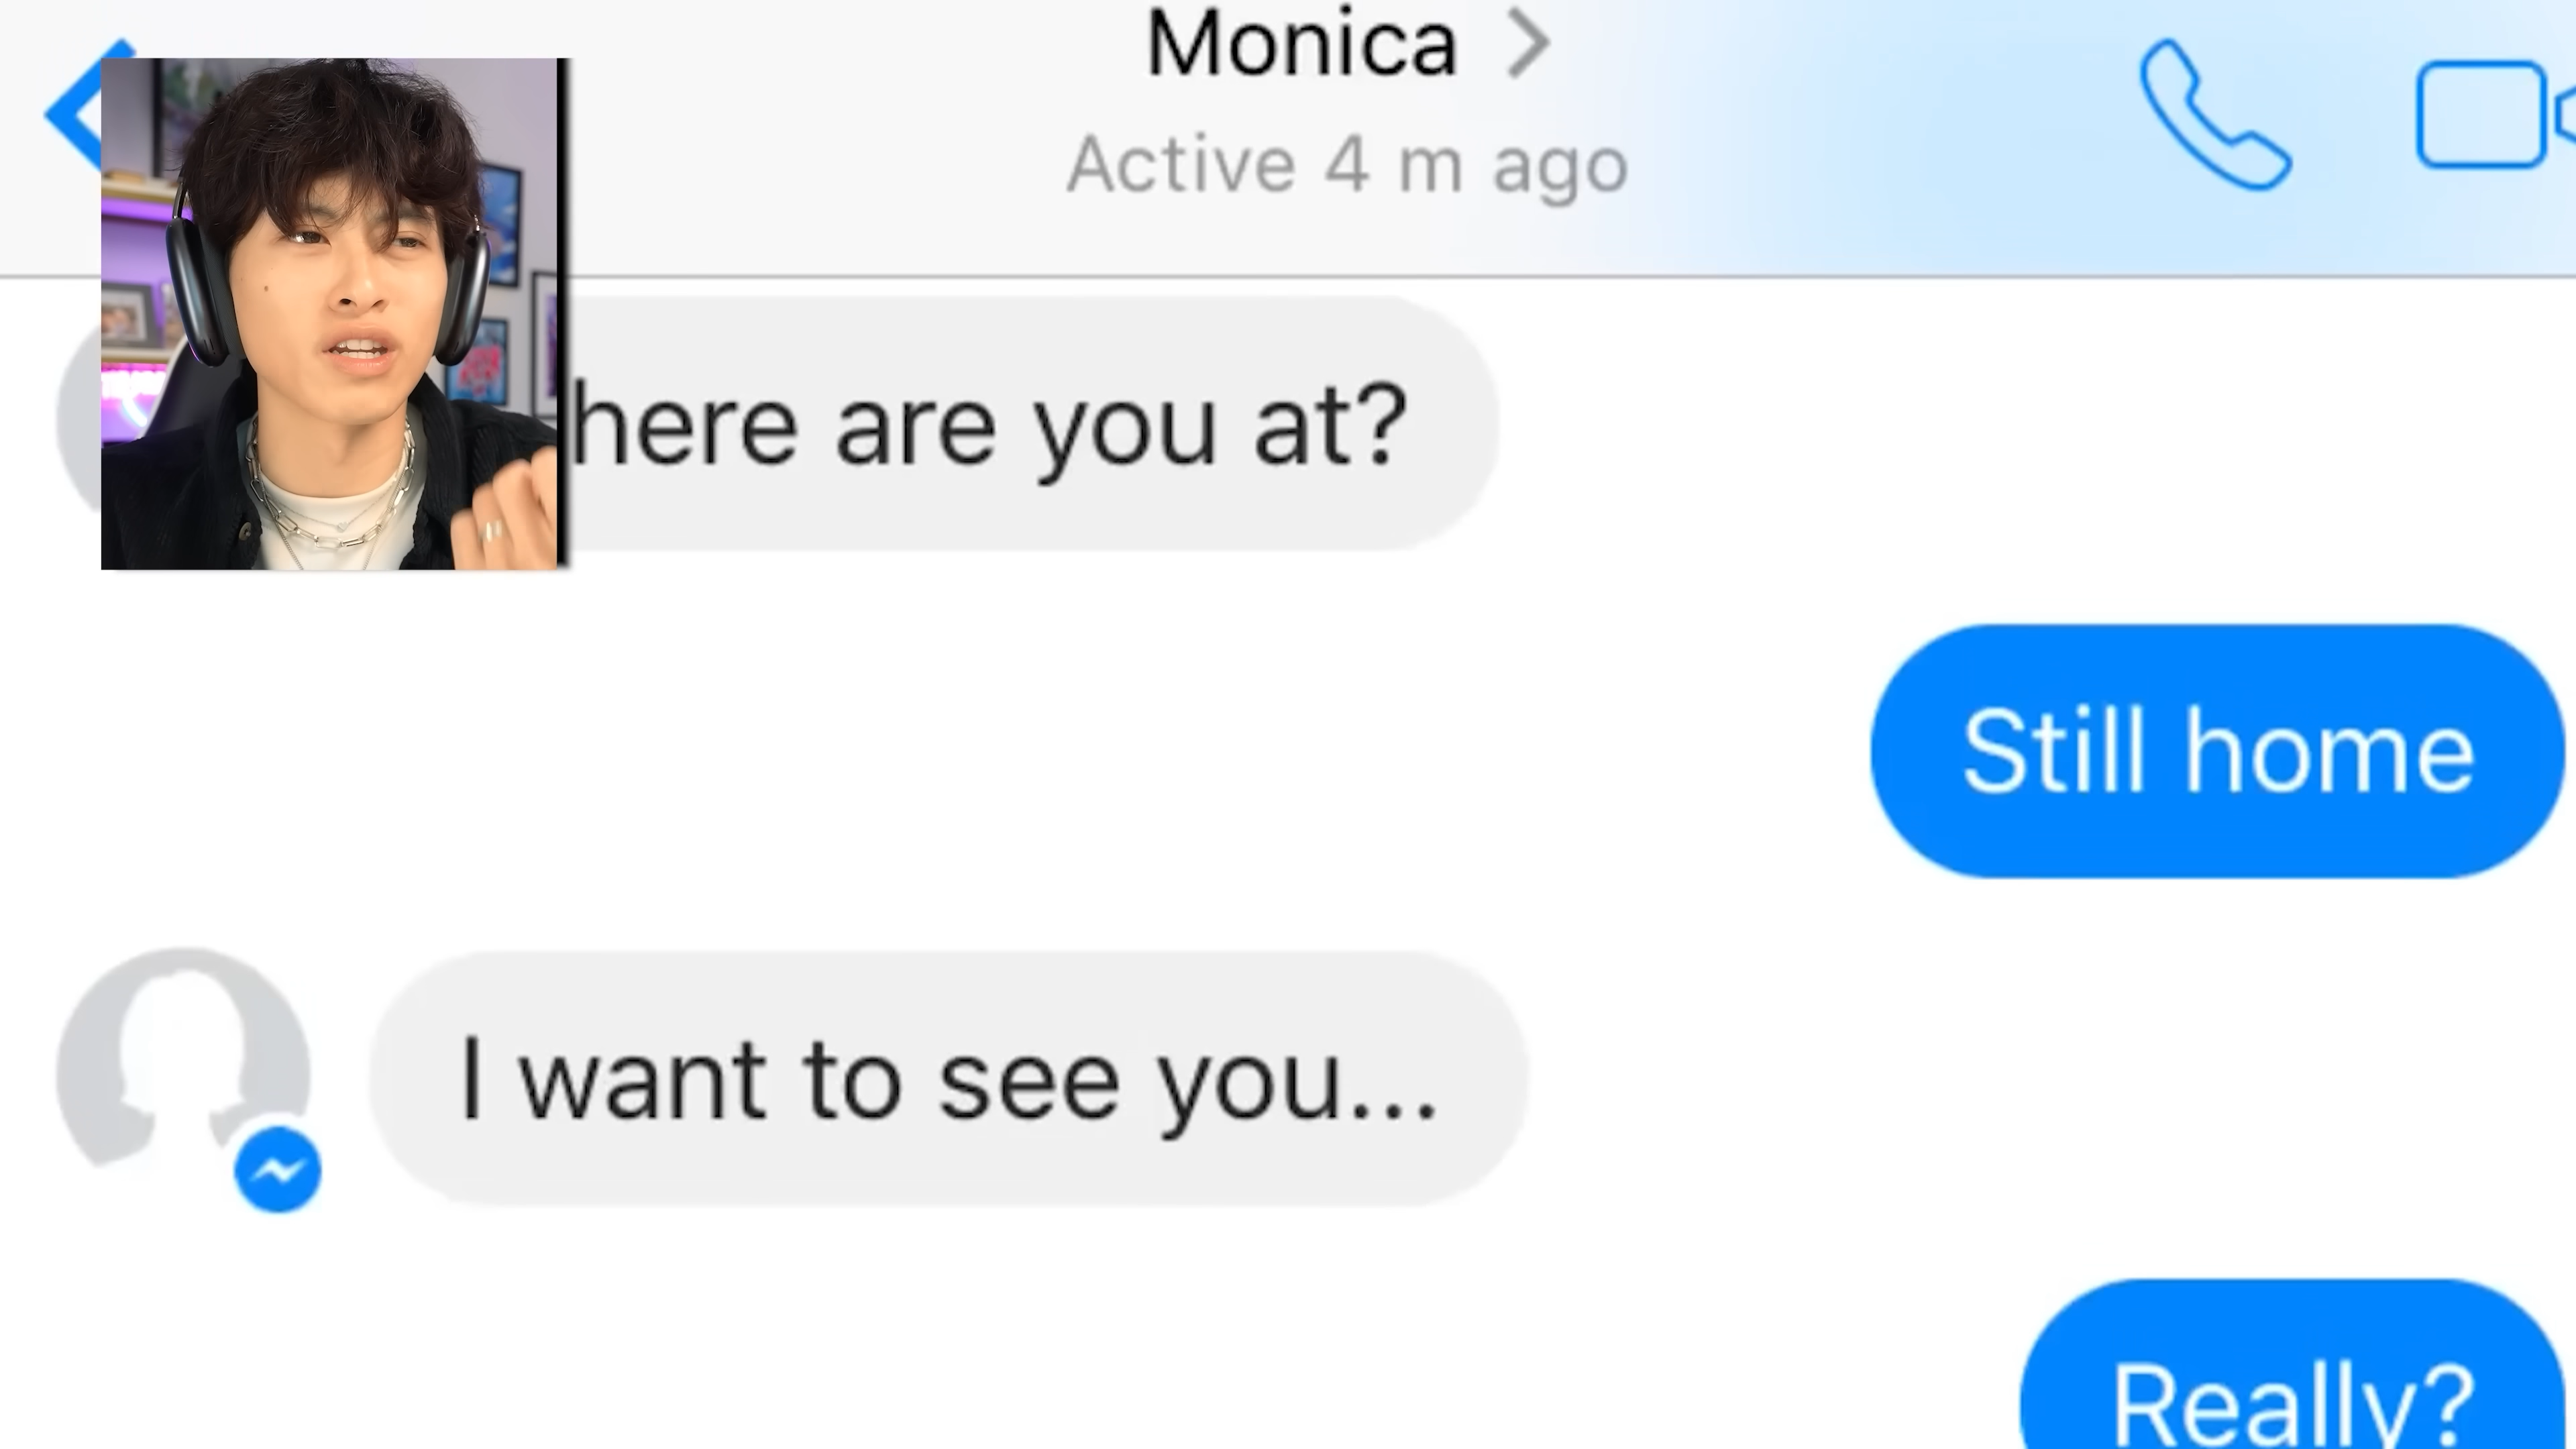 Monica
Active 4 m ago
here are you at?
Still home
I want to see you...
Really?